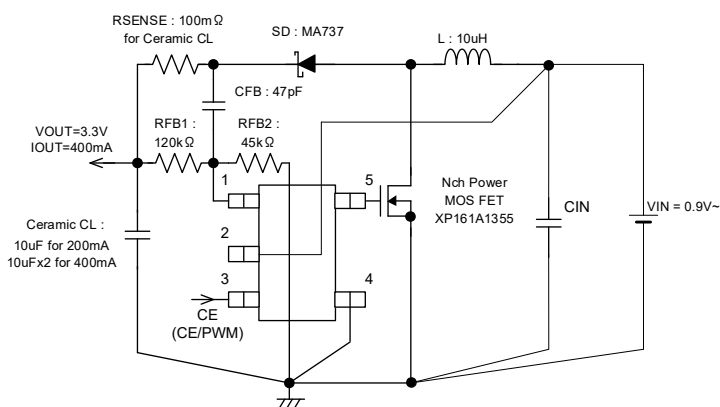 RSENSE : 100mΩ
for Ceramic CL
SD : MA737
L : 10uH
CFB : 47pF
VOUT=3.3V
IOUT=400mA
RFB1 :
120kΩ
RFB2 :
45kΩ
1
5
Nch Power
MOS FET
XP161A1355
CIN
VIN = 0.9V~
Ceramic CL :
10uF for 200mA
10uFx2 for 400mA
2
3
4
CE
(CE/PWM)